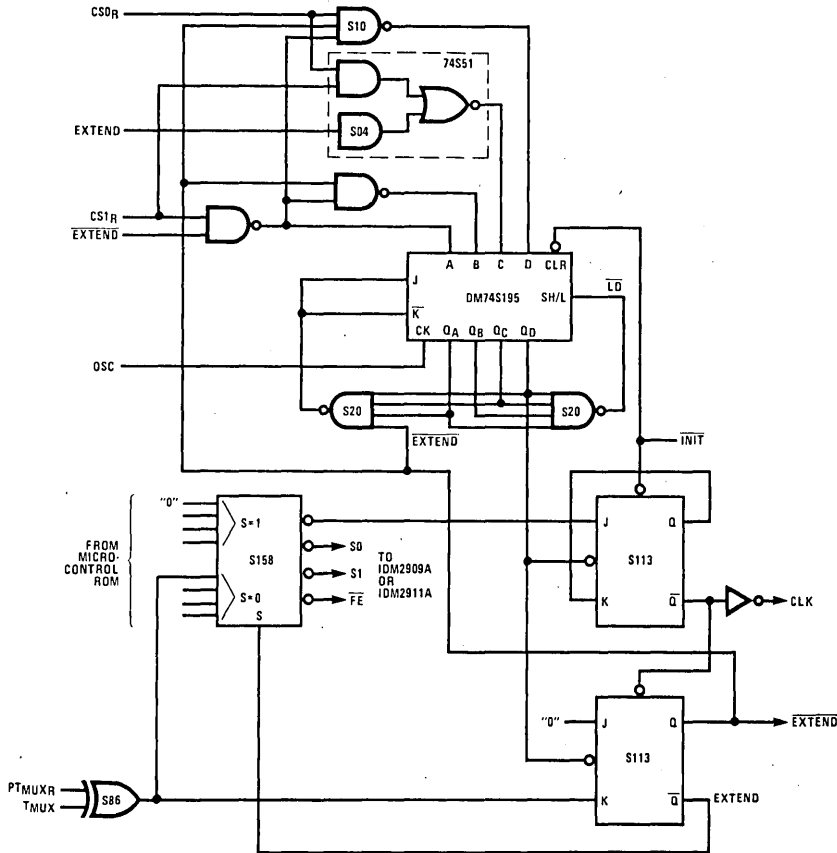 CS0R
S10
74S51
EXTEND
S04
CS1R
EXTEND
A B C D CLR
J
DM74S195
SH/L
LD
K
CK QA QB QC QD
OSC
S20
S20
EXTEND
INIT
"0"
S=1
FROM
MICRO-
CONTROL
ROM
S158
S0
S1
FE
TO
IDM2909A
OR
IDM2911A
S=0
S
J Q
S113
K Q
CLK
"0"
J Q
EXTEND
S113
K Q
EXTEND
PTMUXR
TMUX
S86